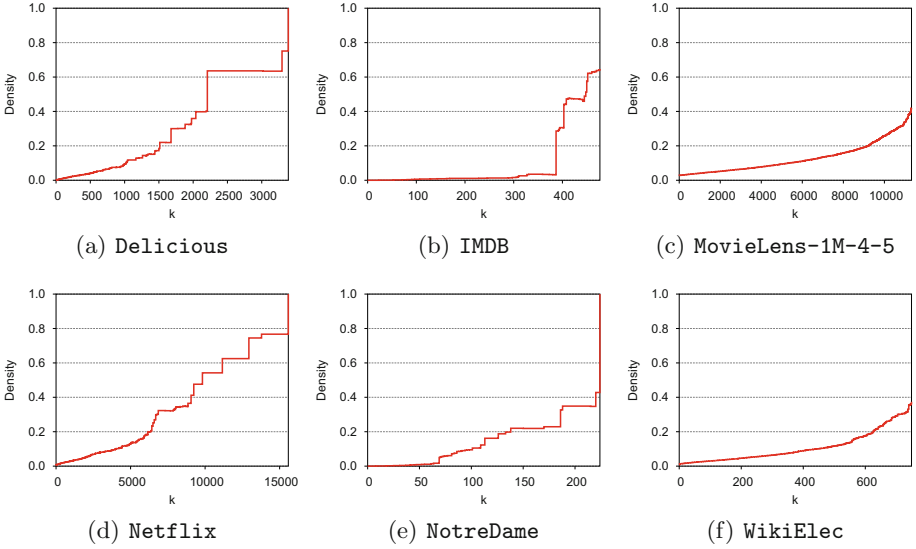 1.0
0.8
0.6
0.4
0.2
0.0
Density
0 500 1000 1500 2000 2500 3000
k
(a) Delicious
1.0
0.8
0.6
0.4
0.2
0.0
Density
0 100 200 300 400
k
(b) IMDB
1.0
0.8
0.6
0.4
0.2
0.0
Density
0 2000 4000 6000 8000 10000
k
(c) MovieLens-1M-4-5
1.0
0.8
0.6
0.4
0.2
0.0
Density
0 5000 10000 15000
k
(d) Netflix
1.0
0.8
0.6
0.4
0.2
0.0
Density
0 50 100 150 200
k
(e) NotreDame
1.0
0.8
0.6
0.4
0.2
0.0
Density
0 200 400 600
k
(f) WikiElec